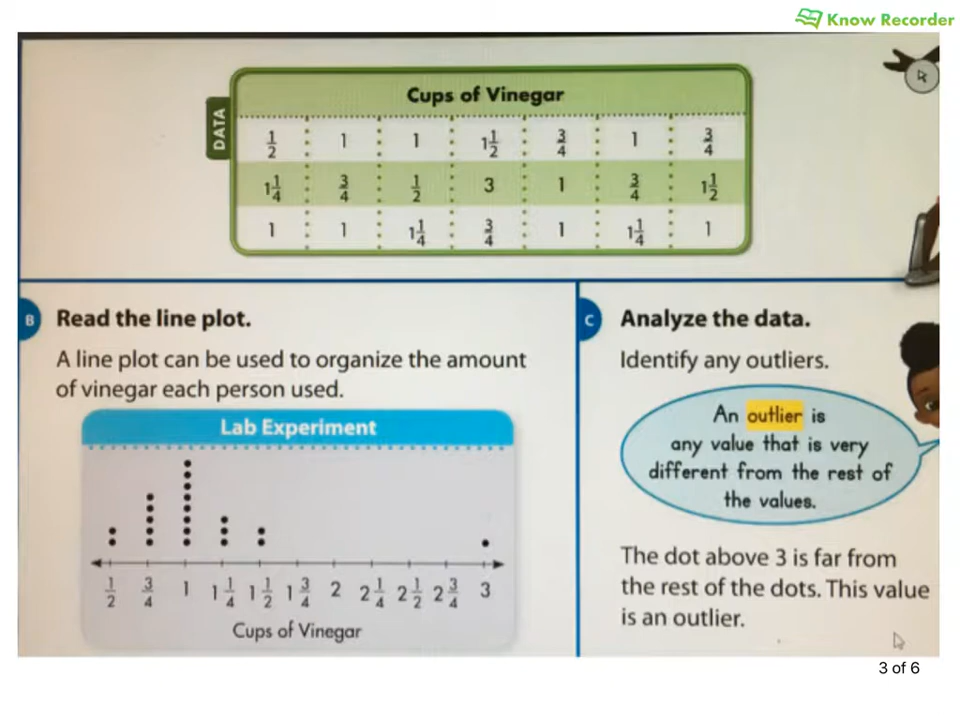 Know Recorder
DATA
Cups of Vinegar
1/2 1 1 1 1/2 3/4 1 3/4
1 1/4 3/4 1/2 3 1 3/4 1 1/2
1 1 1 1/4 3/4 1 1 1/4 1
B Read the line plot.
A line plot can be used to organize the amount
of vinegar each person used.
Lab Experiment
1/2 3/4 1 1 1/4 1 1/2 1 3/4 2 2 1/4 2 1/2 2 3/4 3
Cups of Vinegar
C Analyze the data.
Identify any outliers.
An outlier is
any value that is very
different from the rest of
the values.
The dot above 3 is far from
the rest of the dots. This value
is an outlier.
3 of 6